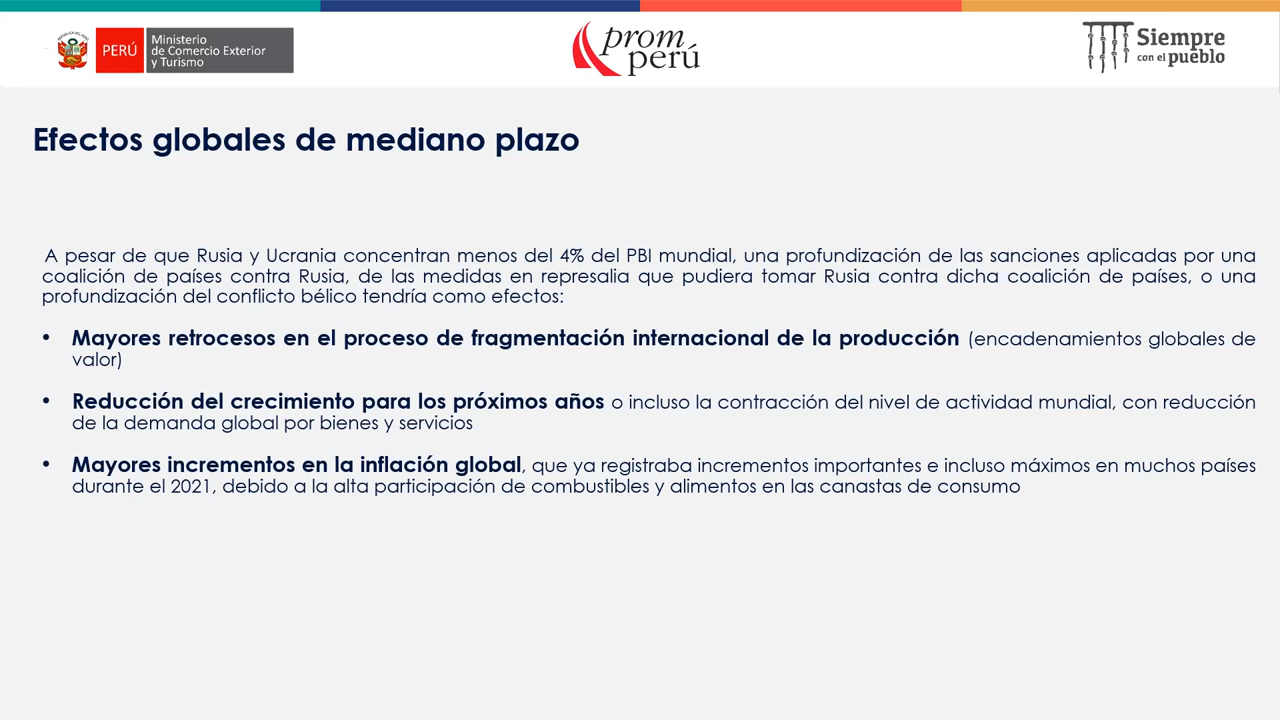 PERÚ
Ministerio
de Comercio Exterior
y Turismo
prom
perú
Siempre
con el pueblo
Efectos globales de mediano plazo
A pesar de que Rusia y Ucrania concentran menos del 4% del PBI mundial, una profundización de las sanciones aplicadas por una
coalición de países contra Rusia, de las medidas en represalia que pudiera tomar Rusia contra dicha coalición de países, o una
profundización del conflicto bélico tendría como efectos:
• Mayores retrocesos en el proceso de fragmentación internacional de la producción (encadenamientos globales de
valor)
• Reducción del crecimiento para los próximos años o incluso la contracción del nivel de actividad mundial, con reducción
de la demanda global por bienes y servicios
• Mayores incrementos en la inflación global, que ya registraba incrementos importantes e incluso máximos en muchos países
durante el 2021, debido a la alta participación de combustibles y alimentos en las canastas de consumo